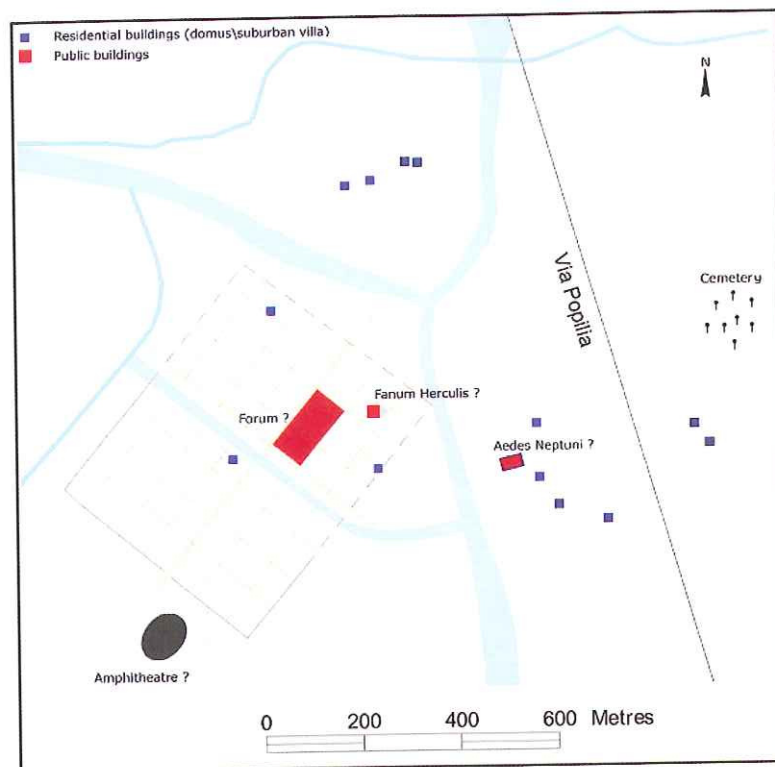 Residential buildings (domus\suburban villa)
Public buildings
N
Via Popilia
Cemetery
Fanum Herculis ?
Forum ?
Aedes Neptuni ?
Amphitheatre ?
0 200 400 600 Metres